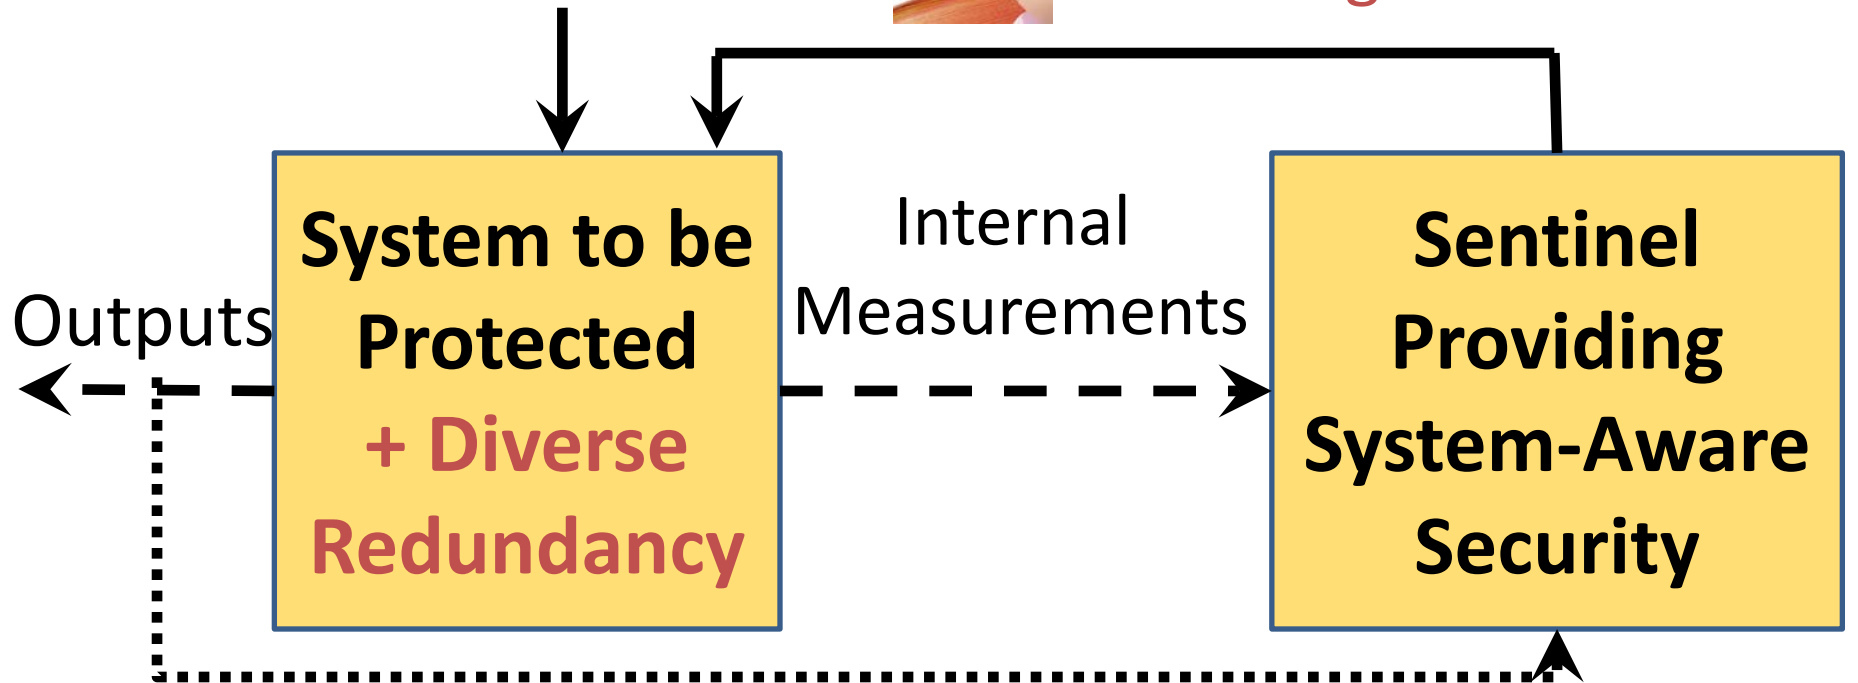 Outputs
System to be
Protected
+ Diverse
Redundancy
Internal
Measurements
Sentinel
Providing
System-Aware
Security